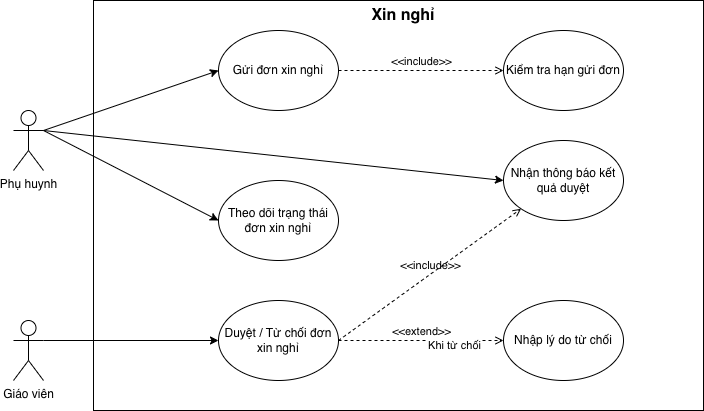 Xin nghỉ
Gửi đơn xin nghỉ
<<include>>
Kiểm tra hạn gửi đơn
Phụ huynh
Nhận thông báo kết
quả duyệt
Theo dõi trạng thái
đơn xin nghỉ
<<include>>
Duyệt / Từ chối đơn
xin nghỉ
<<extend>>
Khi từ chối
Nhập lý do từ chối
Giáo viên